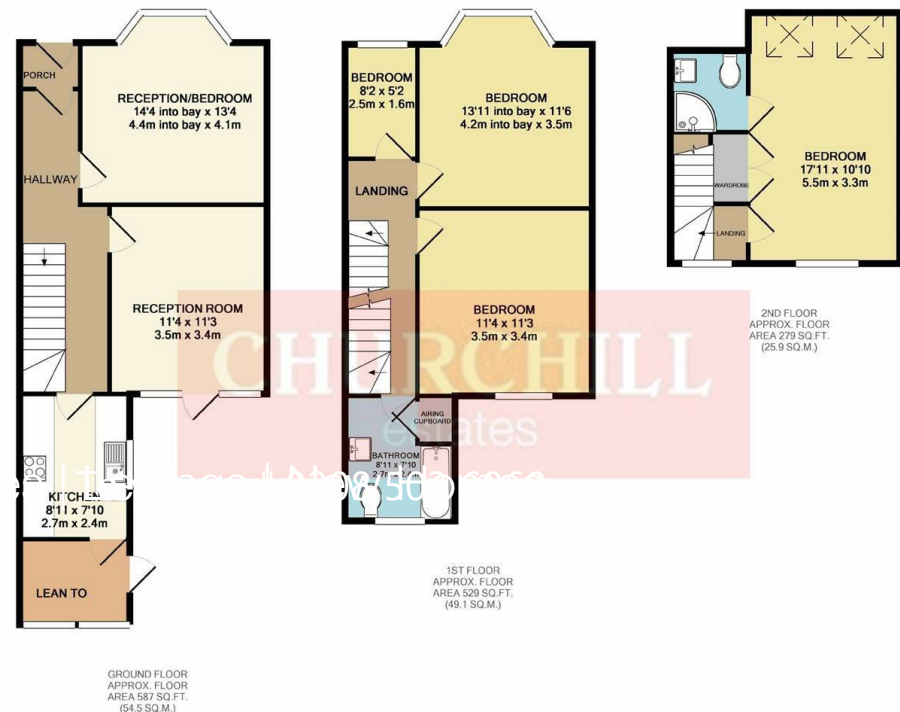 PORCH
RECEPTION/BEDROOM
14'4 into bay x 13'4
4.4m into bay x 4.1m
HALLWAY
RECEPTION ROOM
11'4 x 11'3
3.5m x 3.4m
KITCHEN
8'11 x 7'10
2.7m x 2.4m
LEAN TO
GROUND FLOOR
APPROX. FLOOR
AREA 587 SQ.FT.
(54.5 SQ.M.)
BEDROOM
8'2 x 5'2
2.5m x 1.6m
BEDROOM
13'11 into bay x 11'6
4.2m into bay x 3.5m
LANDING
BEDROOM
11'4 x 11'3
3.5m x 3.4m
AIRING
CUPBOARD
BATHROOM
8'11 x 7'10
2.7m x 2.4m
1ST FLOOR
APPROX. FLOOR
AREA 529 SQ.FT.
(49.1 SQ.M.)
BEDROOM
17'11 x 10'10
5.5m x 3.3m
WARDROBE
LANDING
2ND FLOOR
APPROX. FLOOR
AREA 279 SQ.FT.
(25.9 SQ.M.)
CHURCHILL
estates